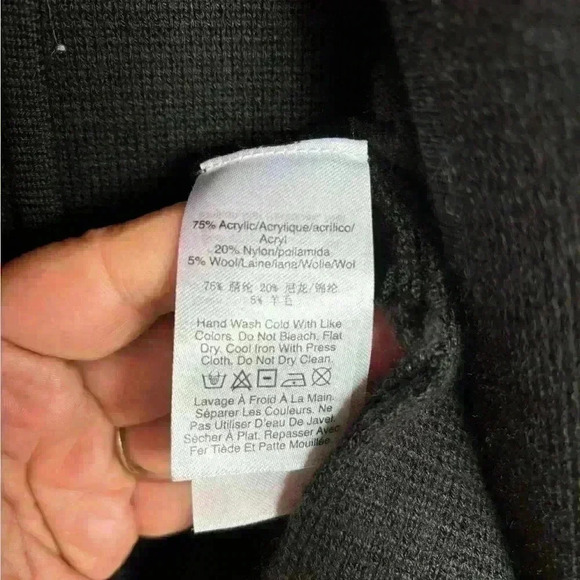 75% Acrylic/Acrylique/acrilico/
Acryl
20% Nylon/poliamida
5% Wool/Laine/lana/Wolle/Wol
75% 腈纶 20% 尼龙/锦纶
5% 羊毛
Hand Wash Cold With Like
Colors. Do Not Bleach. Flat
Dry. Cool Iron With Press
Cloth. Do Not Dry Clean.
Lavage À Froid À La Main.
Séparer Les Couleurs. Ne
Pas Utiliser D'eau De Javel.
Sécher À Plat. Repasser Avec
Fer Tiède Et Patte Mouillée.